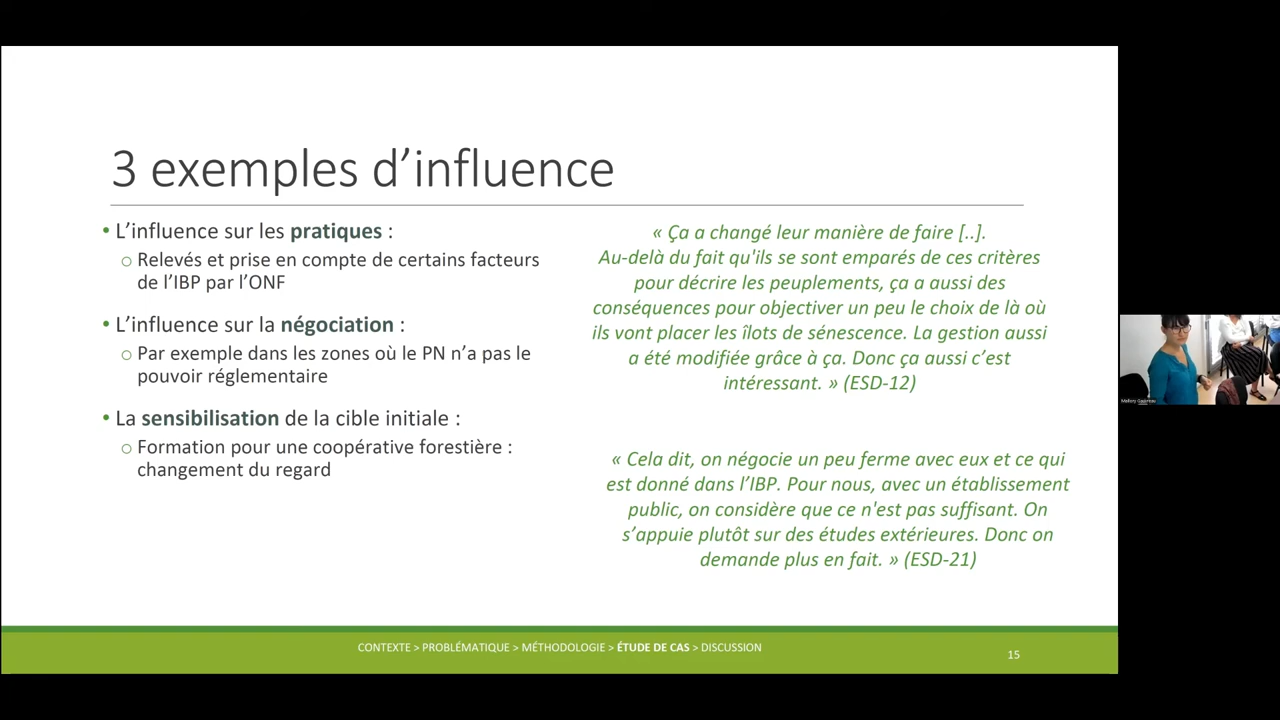 3 exemples d’influence
• L’influence sur les pratiques :
o Relevés et prise en compte de certains facteurs
de l’IBP par l’ONF
• L’influence sur la négociation :
o Par exemple dans les zones où le PN n’a pas le
pouvoir réglementaire
• La sensibilisation de la cible initiale :
o Formation pour une coopérative forestière :
changement du regard
« Ça a changé leur manière de faire [..].
Au-delà du fait qu'ils se sont emparés de ces critères
pour décrire les peuplements, ça a aussi des
conséquences pour objectiver un peu le choix de là où
ils vont placer les îlots de sénescence. La gestion aussi
a été modifiée grâce à ça. Donc ça aussi c’est
intéressant. » (ESD-12)
« Cela dit, on négocie un peu ferme avec eux et ce qui
est donné dans l’IBP. Pour nous, avec un établissement
public, on considère que ce n'est pas suffisant. On
s’appuie plutôt sur des études extérieures. Donc on
demande plus en fait. » (ESD-21)
CONTEXTE > PROBLÉMATIQUE > MÉTHODOLOGIE > ÉTUDE DE CAS > DISCUSSION
15